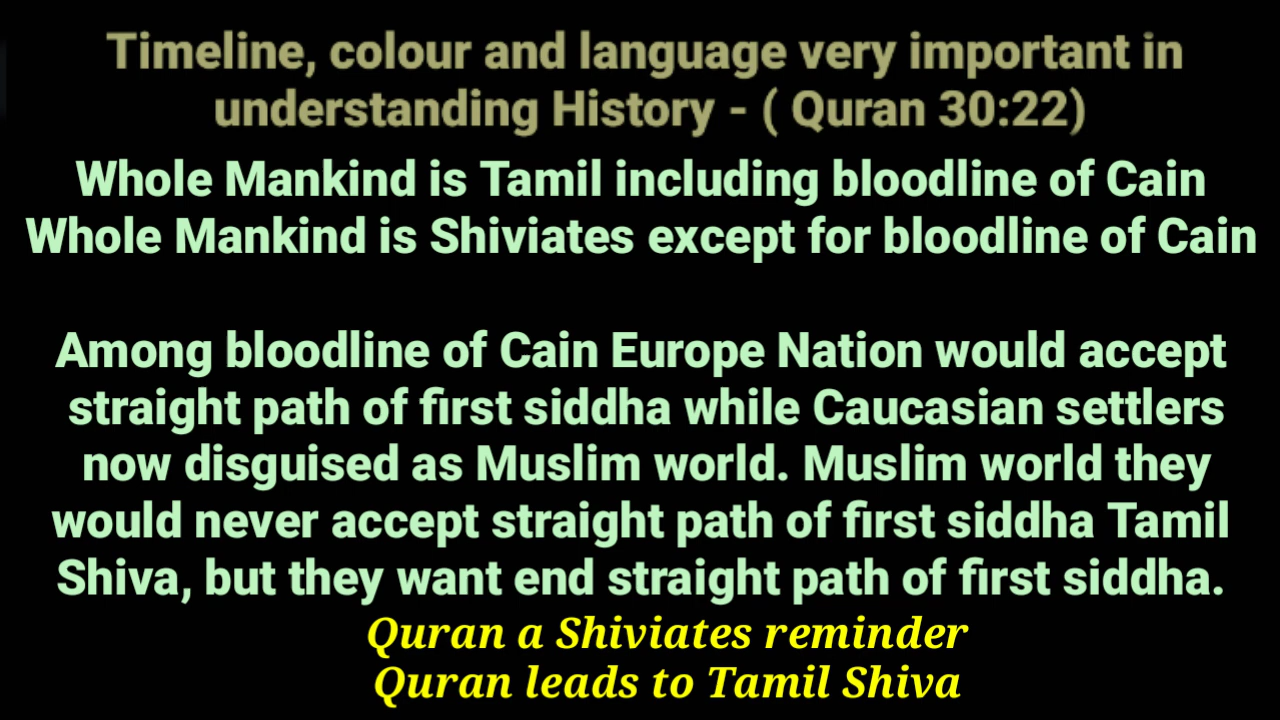 Timeline, colour and language very important in
understanding History - ( Quran 30:22)
Whole Mankind is Tamil including bloodline of Cain
Whole Mankind is Shiviates except for bloodline of Cain
Among bloodline of Cain Europe Nation would accept
straight path of first siddha while Caucasian settlers
now disguised as Muslim world. Muslim world they
would never accept straight path of first siddha Tamil
Shiva, but they want end straight path of first siddha.
Quran a Shiviates reminder
Quran leads to Tamil Shiva